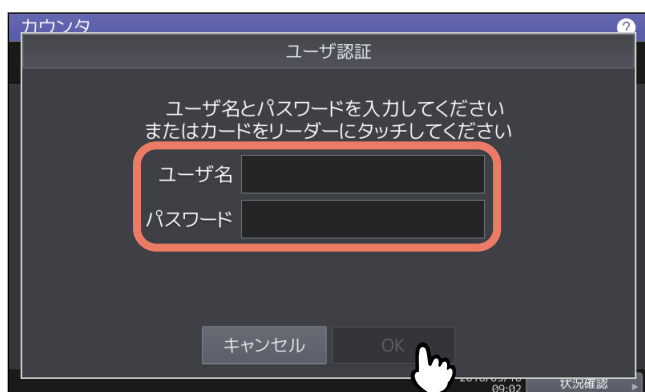 カウンタ ?
ユーザ認証
ユーザ名とパスワードを入力してください
またはカードをリーダーにタッチしてください
ユーザ名
パスワード
キャンセル OK
09:02 状況確認